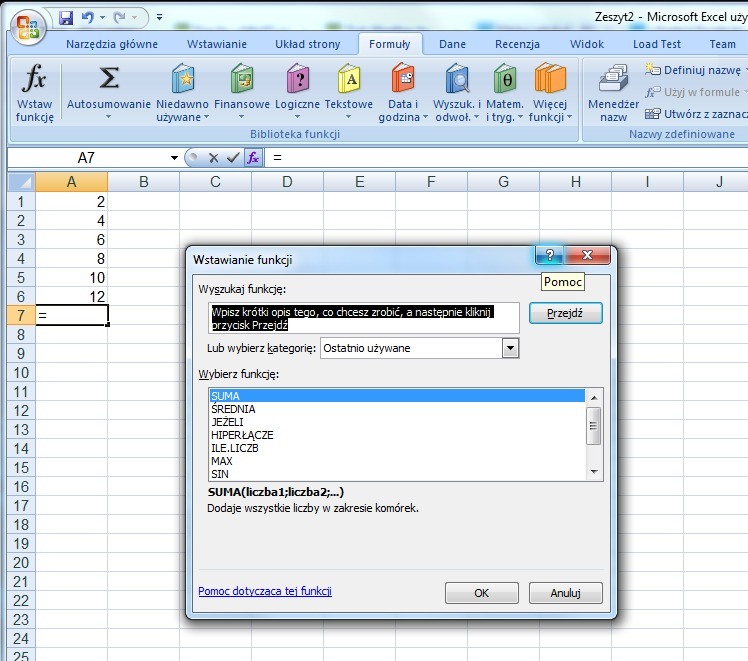 Zeszyt2 - Microsoft Excel uży
Narzędzia główne Wstawianie Układ strony Formuły Dane Recenzja Widok Load Test Team
fx Σ ? A θ
Wstaw funkcję
Autosumowanie
Niedawno używane
Finansowe
Logiczne
Tekstowe
Data i godzina
Wyszuk. i odwoł.
Matem. i tryg.
Więcej funkcji
Biblioteka funkcji
Menedżer nazw
Definiuj nazwę
Użyj w formule
Utwórz z zaznac
Nazwy zdefiniowane
A7 fx =
A B C D E F G H I J
1 2
2 4
3 6
4 8
5 10
6 12
7 =
8
9
10
11
12
13
14
15
16
17
18
19
20
21
22
23
24
25
Wstawianie funkcji ?
Pomoc
Wyszukaj funkcję:
Wpisz krótki opis tego, co chcesz zrobić, a następnie kliknij
przycisk Przejdź
Przejdź
Lub wybierz kategorię: Ostatnio używane
Wybierz funkcję:
SUMA
ŚREDNIA
JEŻELI
HIPERŁĄCZE
ILE.LICZB
MAX
SIN
SUMA(liczba1;liczba2;...)
Dodaje wszystkie liczby w zakresie komórek.
Pomoc dotycząca tej funkcji OK Anuluj